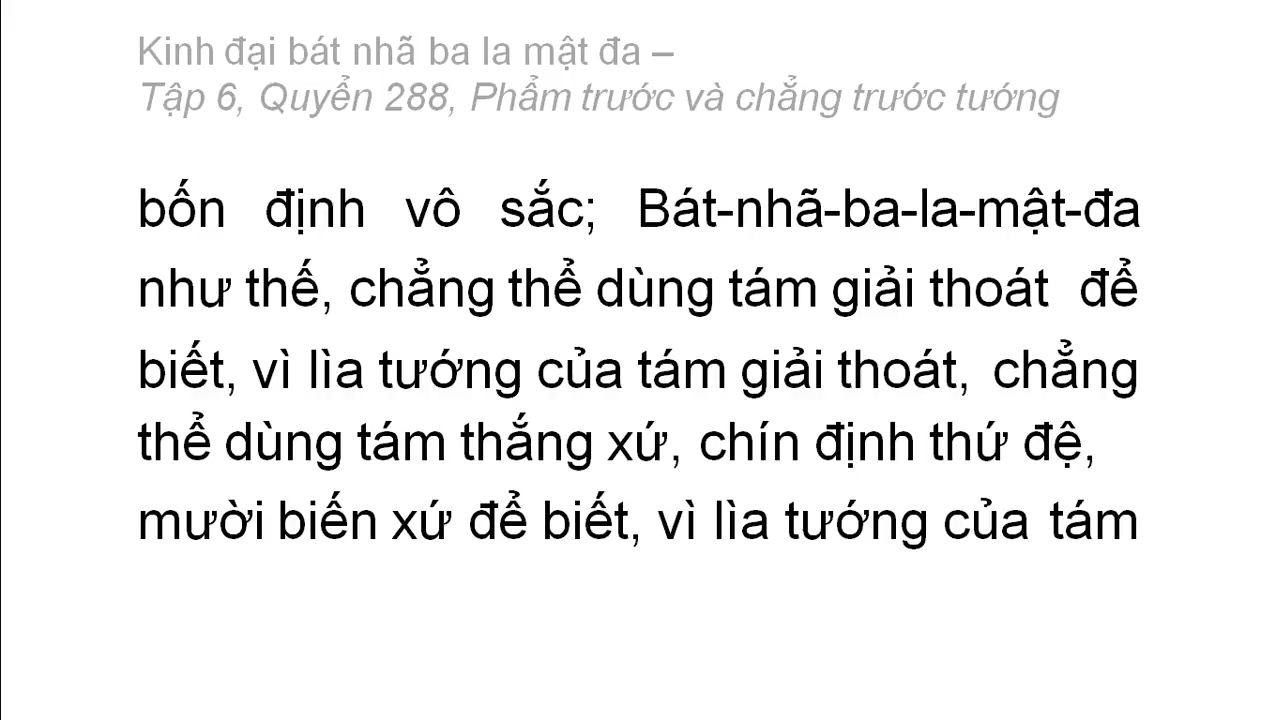 Kinh đại bát nhã ba la mật đa –
Tập 6, Quyển 288, Phẩm trước và chẳng trước tướng
bốn định vô sắc; Bát-nhã-ba-la-mật-đa
như thế, chẳng thể dùng tám giải thoát để
biết, vì lìa tướng của tám giải thoát, chẳng
thể dùng tám thắng xứ, chín định thứ đệ,
mười biến xứ để biết, vì lìa tướng của tám